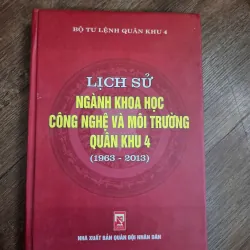 BỘ TƯ LỆNH QUÂN KHU 4
LỊCH SỬ
NGÀNH KHOA HỌC
CÔNG NGHỆ VÀ MÔI TRƯỜNG
QUÂN KHU 4
(1963 - 2013)
NHÀ XUẤT BẢN QUÂN ĐỘI NHÂN DÂN